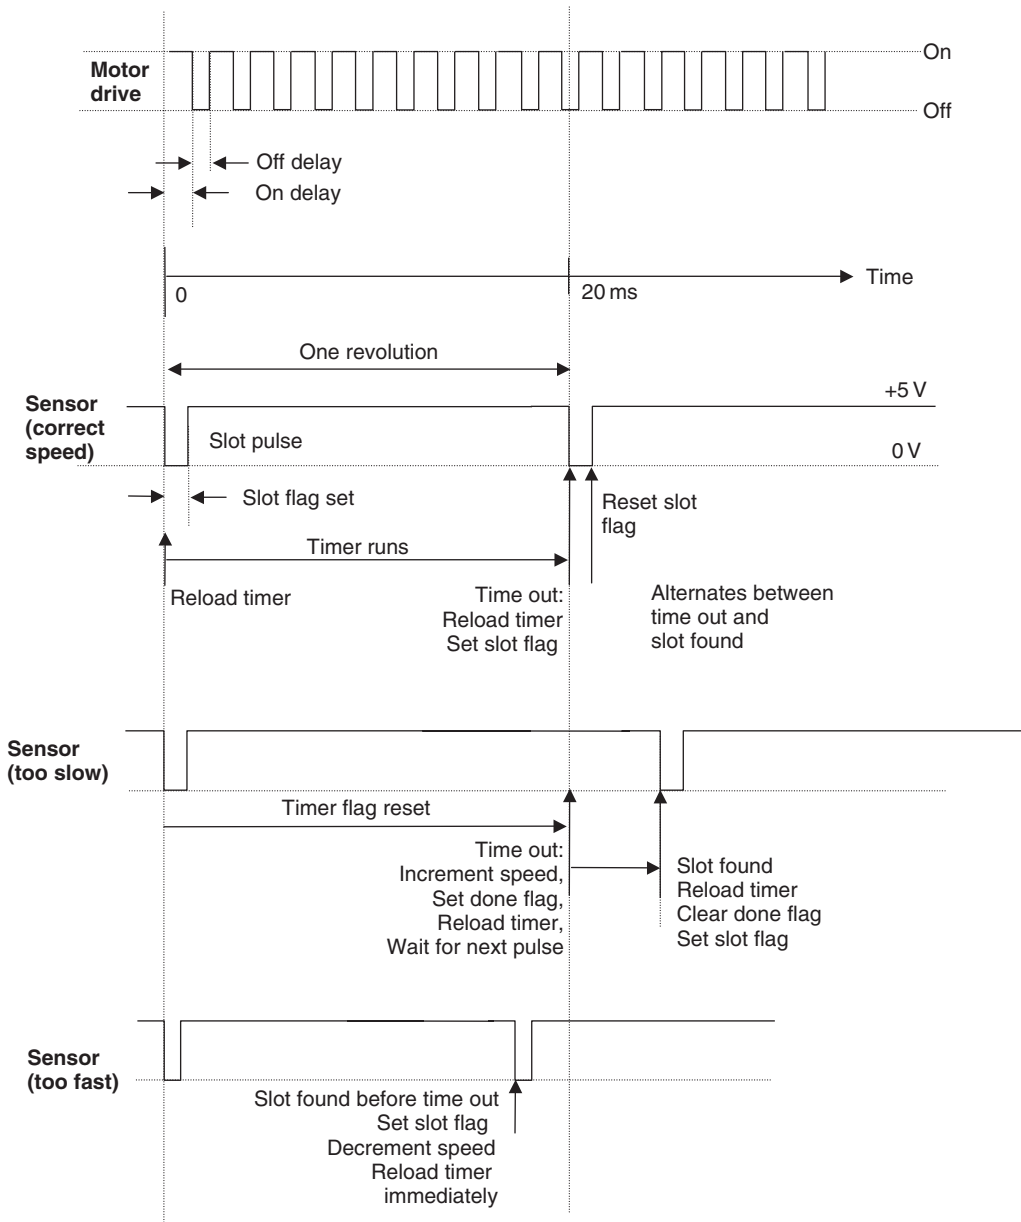 On
Motor
drive
Off
Off delay
On delay
Time
0
20 ms
One revolution
Sensor
(correct
speed)
+5 V
Slot pulse
0 V
Slot flag set
Reset slot
flag
Timer runs
Reload timer
Time out:
Reload timer
Set slot flag
Alternates between
time out and
slot found
Sensor
(too slow)
Timer flag reset
Time out:
Increment speed,
Set done flag,
Reload timer,
Wait for next pulse
Slot found
Reload timer
Clear done flag
Set slot flag
Sensor
(too fast)
Slot found before time out
Set slot flag
Decrement speed
Reload timer
immediately